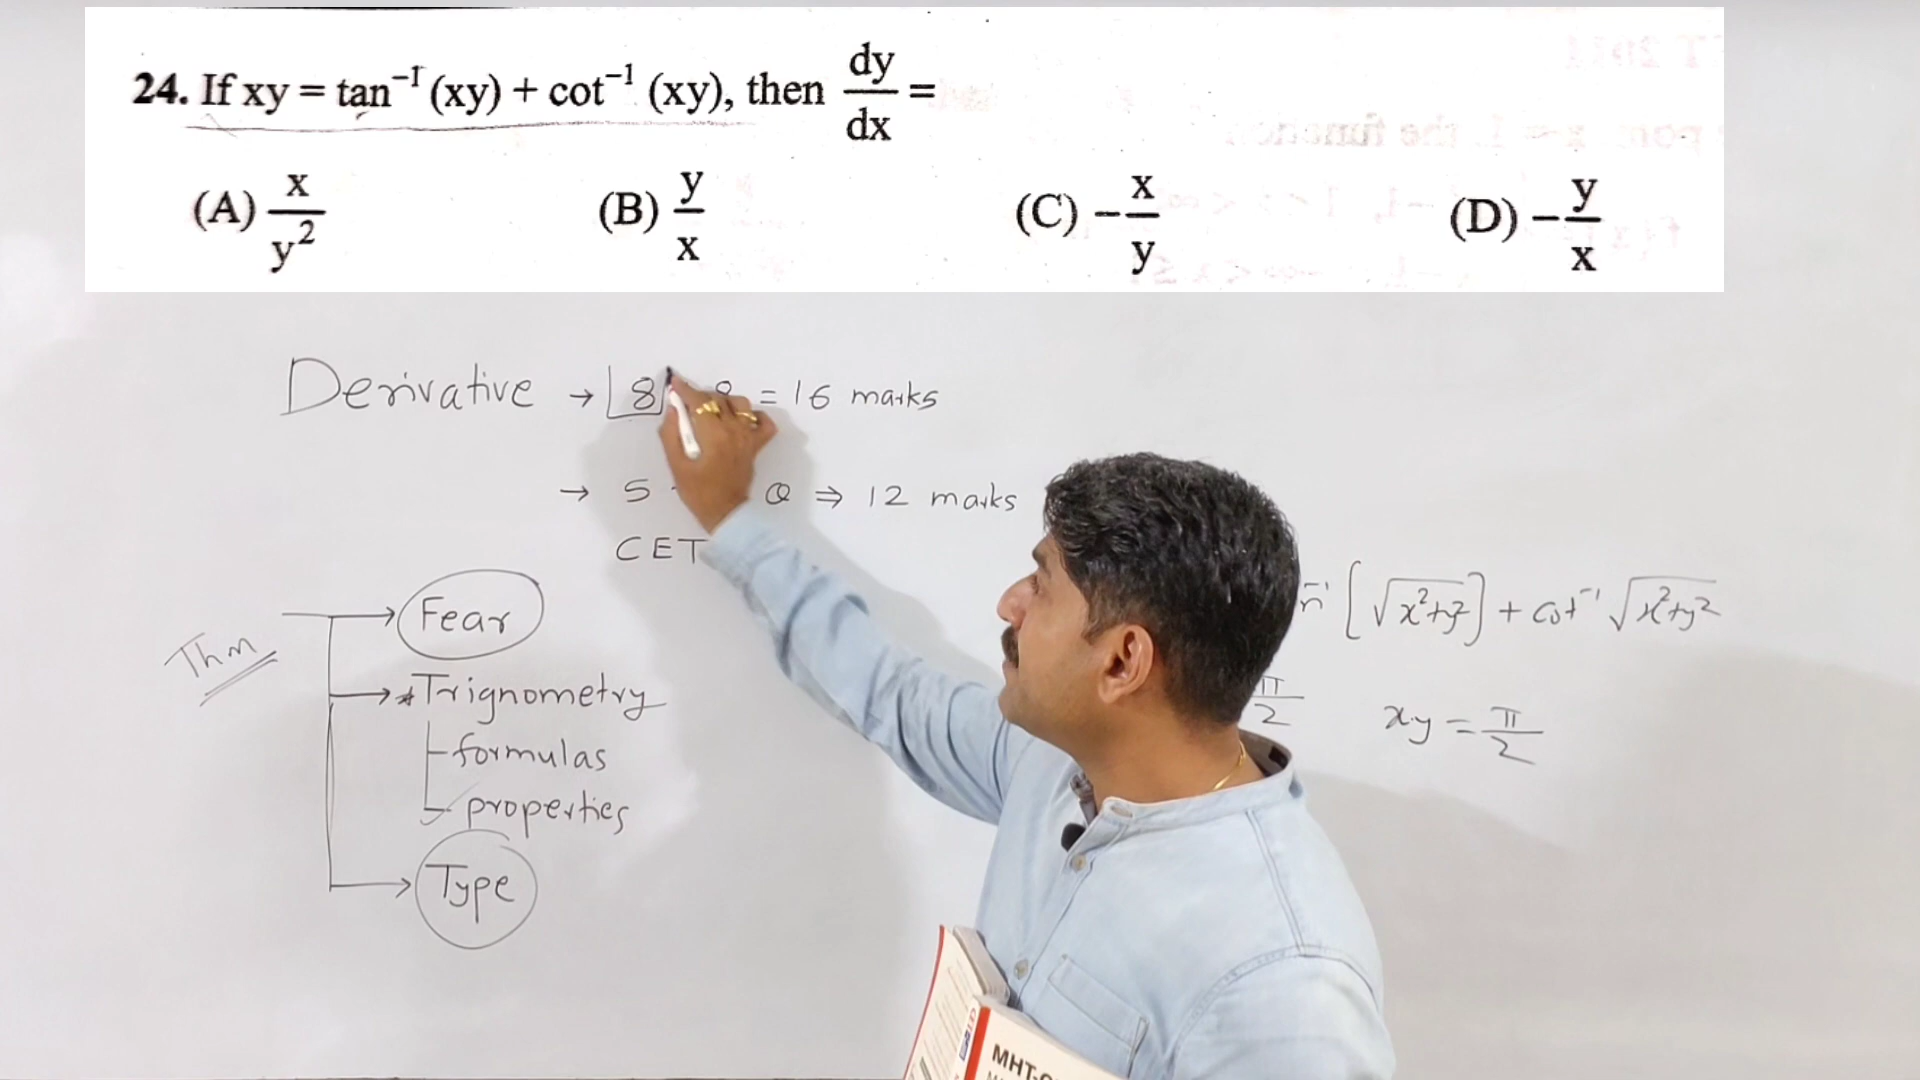 24. If xy = tan⁻¹ (xy) + cot⁻¹ (xy), then dy/dx =
(A) x/y² (B) y/x (C) -x/y (D) -y/x
Derivative → 8 8 = 16 marks
→ 5 Q ⇒ 12 marks
CET
Thm
Fear
Trignometry
formulas
properties
Type
[√x²+y²] + cot⁻¹ √x²+y²
π/2 xy = π/2
MHT-